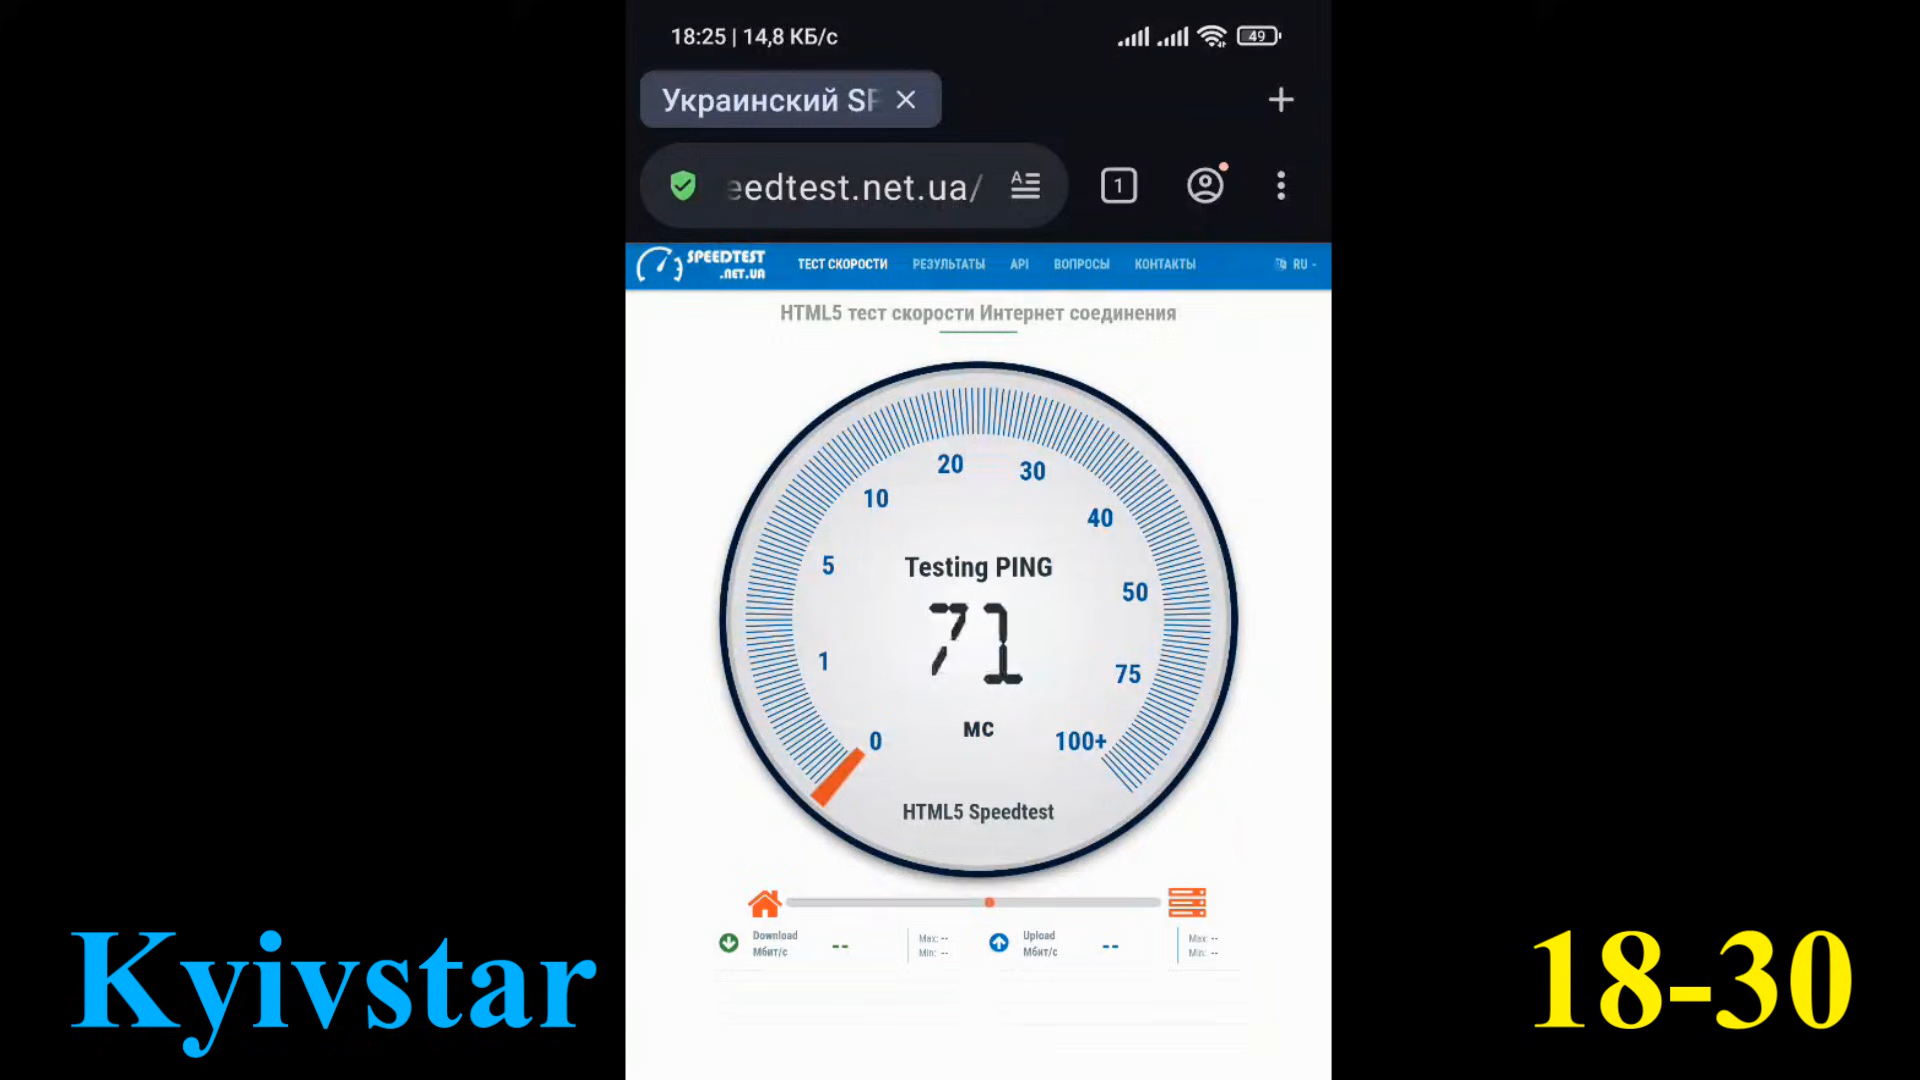 18:25 | 14,8 КБ/с
49
Украинский SP
eedtest.net.ua/
1
SPEEDTEST
.NET.UA
ТЕСТ СКОРОСТИ РЕЗУЛЬТАТЫ API ВОПРОСЫ КОНТАКТЫ RU
HTML5 тест скорости Интернет соединения
20 30
10 40
5 50
Testing PING
71
мс
1 75
0 100+
HTML5 Speedtest
Download
Мбит/с
--
Max: --
Min: --
Upload
Мбит/с
--
Max: --
Min: --
Kyivstar
18-30